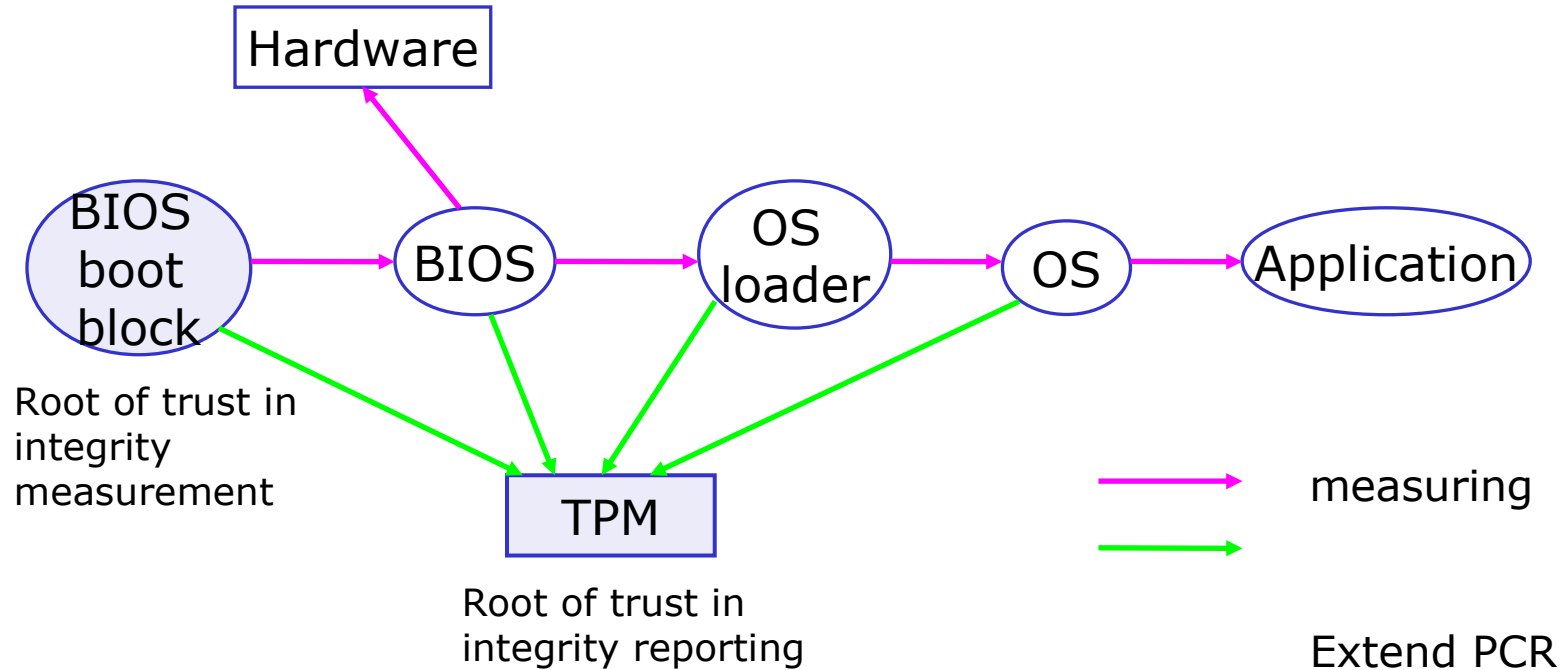 Hardware
BIOS
boot
block
BIOS
OS
loader
OS
Application
Root of trust in
integrity
measurement
TPM
measuring
Root of trust in
integrity reporting
Extend PCR